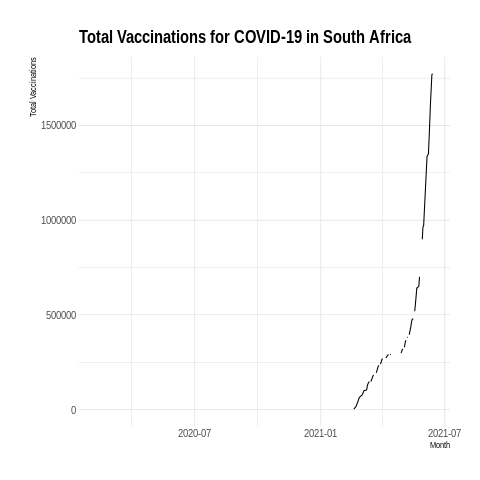 Total Vaccinations for COVID-19 in South Africa
Total Vaccinations
1500000
1000000
500000
0
2020-07
2021-01
2021-07
Month